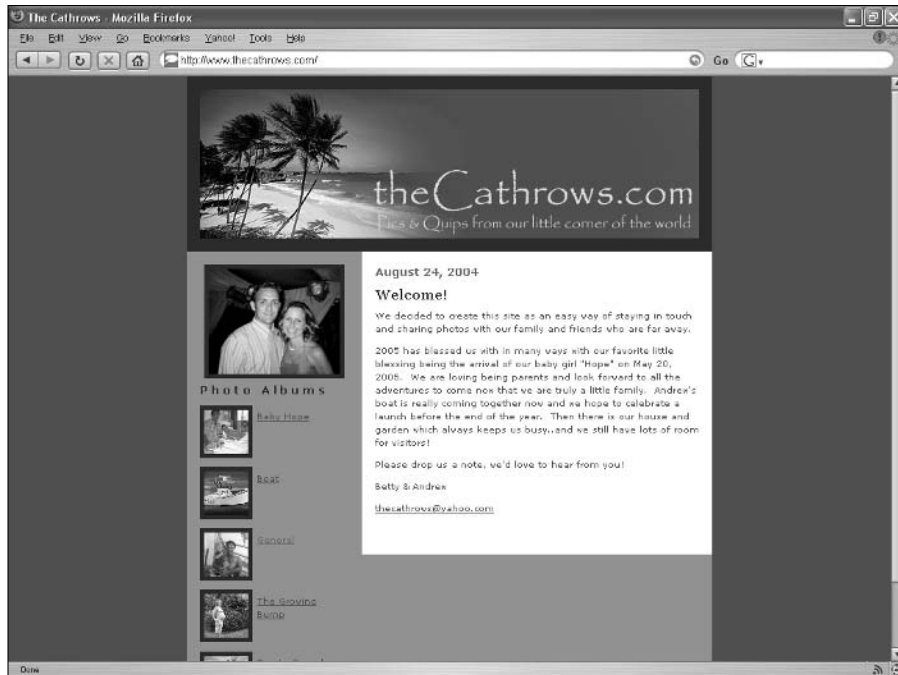 The Cathrows - Mozilla Firefox
File Edit View Go Bookmarks Yahoo! Tools Help
http://www.thecathrows.com/
Go
G
theCathrows.com
Pics & Quips from our little corner of the world
August 24, 2004
Welcome!
We decided to create this site as an easy way of staying in touch
and sharing photos with our family and friends who are far away.
2005 has blessed us with in many ways with our favorite little
blessing being the arrival of our baby girl "Hope" on May 20,
2005. We are loving being parents and look forward to all the
adventures to come now that we are truly a little family. Andrew's
boat is really coming together now and we hope to celebrate a
launch before the end of the year. Then there is our house and
garden which always keeps us busy..and we still have lots of room
for visitors!
Please drop us a note, we'd love to hear from you!
Betty & Andrew
thecathrows@yahoo.com
Photo Albums
Baby Hope
Boat
General
The Growing
Bump
Done